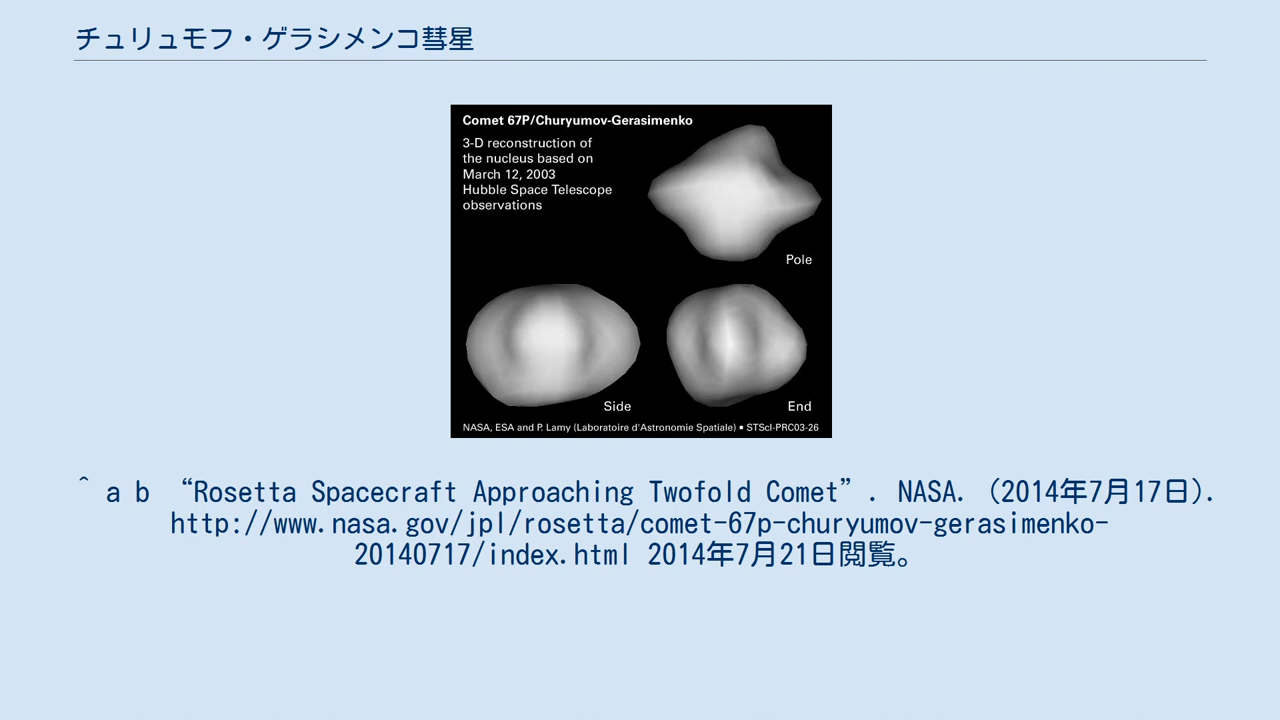 チュリュモフ・ゲラシメンコ彗星
Comet 67P/Churyumov-Gerasimenko
3-D reconstruction of
the nucleus based on
March 12, 2003
Hubble Space Telescope
observations
Pole
Side
End
NASA, ESA and P. Lamy (Laboratoire d'Astronomie Spatiale) • STScI-PRC03-26
^ a b “Rosetta Spacecraft Approaching Twofold Comet”. NASA. (2014年7月17日).
http://www.nasa.gov/jpl/rosetta/comet-67p-churyumov-gerasimenko-
20140717/index.html 2014年7月21日閲覧。